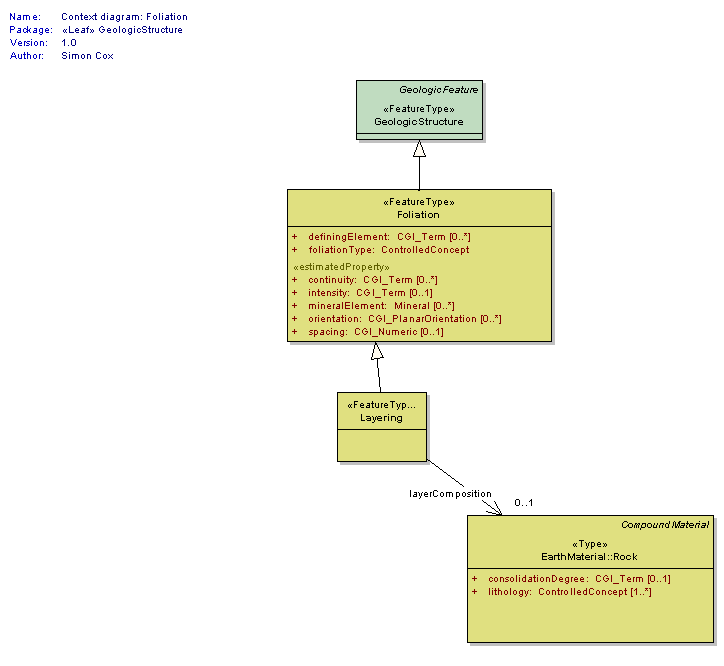 Name: Context diagram: Foliation
Package: «Leaf» GeologicStructure
Version: 1.0
Author: Simon Cox
GeologicFeature
«FeatureType»
GeologicStructure
«FeatureType»
Foliation
+ definingElement: CGI_Term [0..*]
+ foliationType: ControlledConcept
«estimatedProperty»
+ continuity: CGI_Term [0..*]
+ intensity: CGI_Term [0..1]
+ mineralElement: Mineral [0..*]
+ orientation: CGI_PlanarOrientation [0..*]
+ spacing: CGI_Numeric [0..1]
«FeatureTyp...
Layering
layerComposition
0..1
CompoundMaterial
«Type»
EarthMaterial::Rock
+ consolidationDegree: CGI_Term [0..1]
+ lithology: ControlledConcept [1..*]